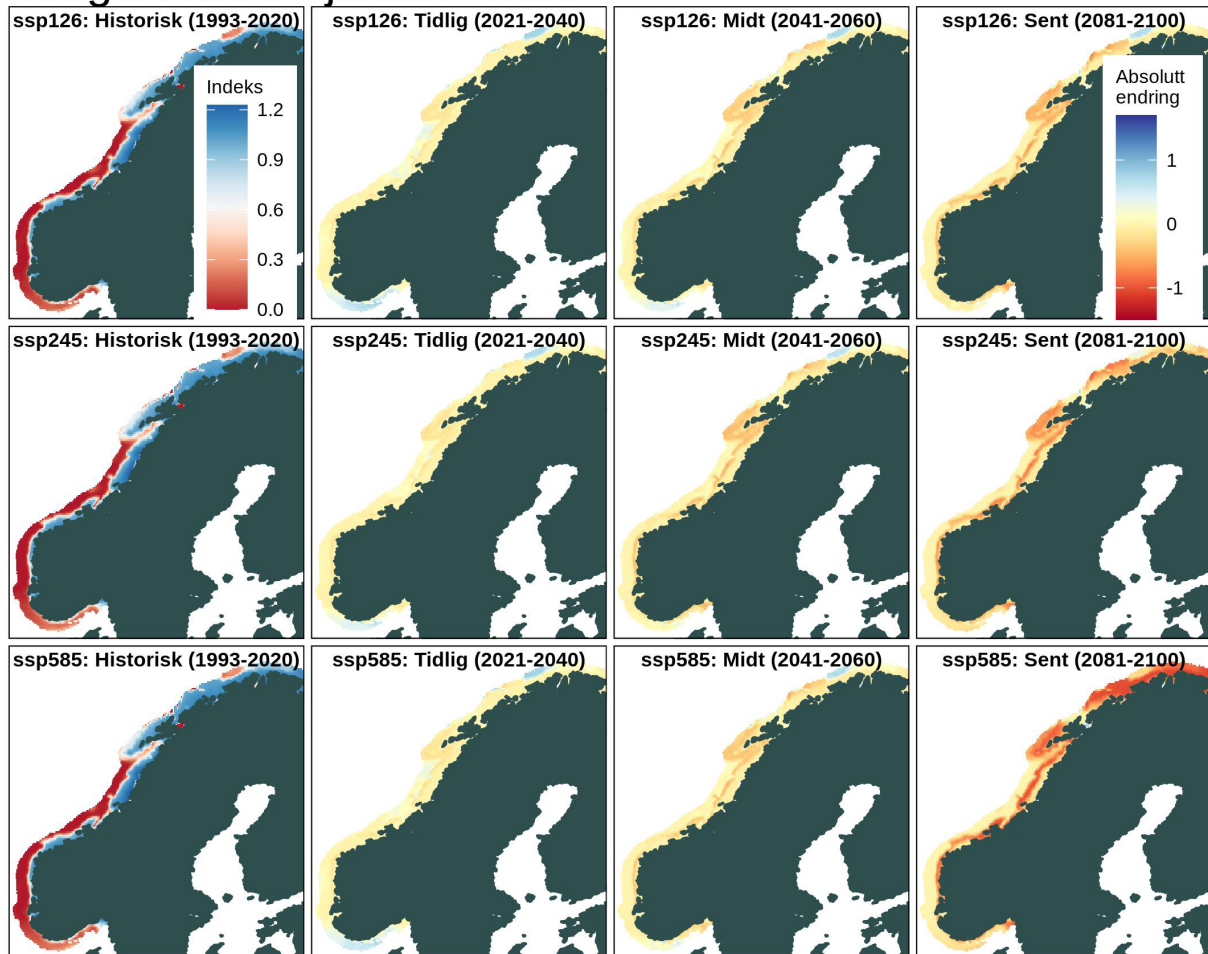 ssp126: Historisk (1993-2020)
ssp126: Tidlig (2021-2040)
ssp126: Midt (2041-2060)
ssp126: Sent (2081-2100)
Indeks
1.2
0.9
0.6
0.3
0.0
Absolutt
endring
1
0
-1
ssp245: Historisk (1993-2020)
ssp245: Tidlig (2021-2040)
ssp245: Midt (2041-2060)
ssp245: Sent (2081-2100)
ssp585: Historisk (1993-2020)
ssp585: Tidlig (2021-2040)
ssp585: Midt (2041-2060)
ssp585: Sent (2081-2100)